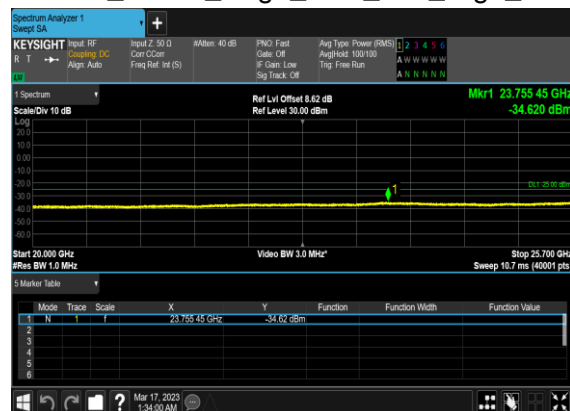 Spectrum Analyzer 1
Swept SA
KEYSIGHT
R T
Input: RF
Coupling: DC
Align: Auto
Input Z: 50 Ω
Corr CCorr
Freq Ref: Int (S)
#Atten: 40 dB
PNO: Fast
Gate: Off
IF Gain: Low
Sig Track: Off
Avg Type: Power (RMS)
Avg|Hold: 100/100
Trig: Free Run
1 2 3 4 5 6
A W W W W W
A N N N N N
1 Spectrum
Scale/Div 10 dB
Ref Lvl Offset 8.62 dB
Ref Level 30.00 dBm
Mkr1 23.755 45 GHz
-34.620 dBm
Log
20.0
10.0
0.00
-10.0
-20.0
-30.0
-40.0
-50.0
-60.0
1
DL1 -25.00 dBm
Start 20.000 GHz
#Res BW 1.0 MHz
Video BW 3.0 MHz*
Stop 25.700 GHz
Sweep 10.7 ms (40001 pts)
5 Marker Table
Mode Trace Scale X Y Function Function Width Function Value
1 N 1 f 23.755 45 GHz -34.62 dBm
2
3
4
5
6
?
Mar 17, 2023
1:34:00 AM